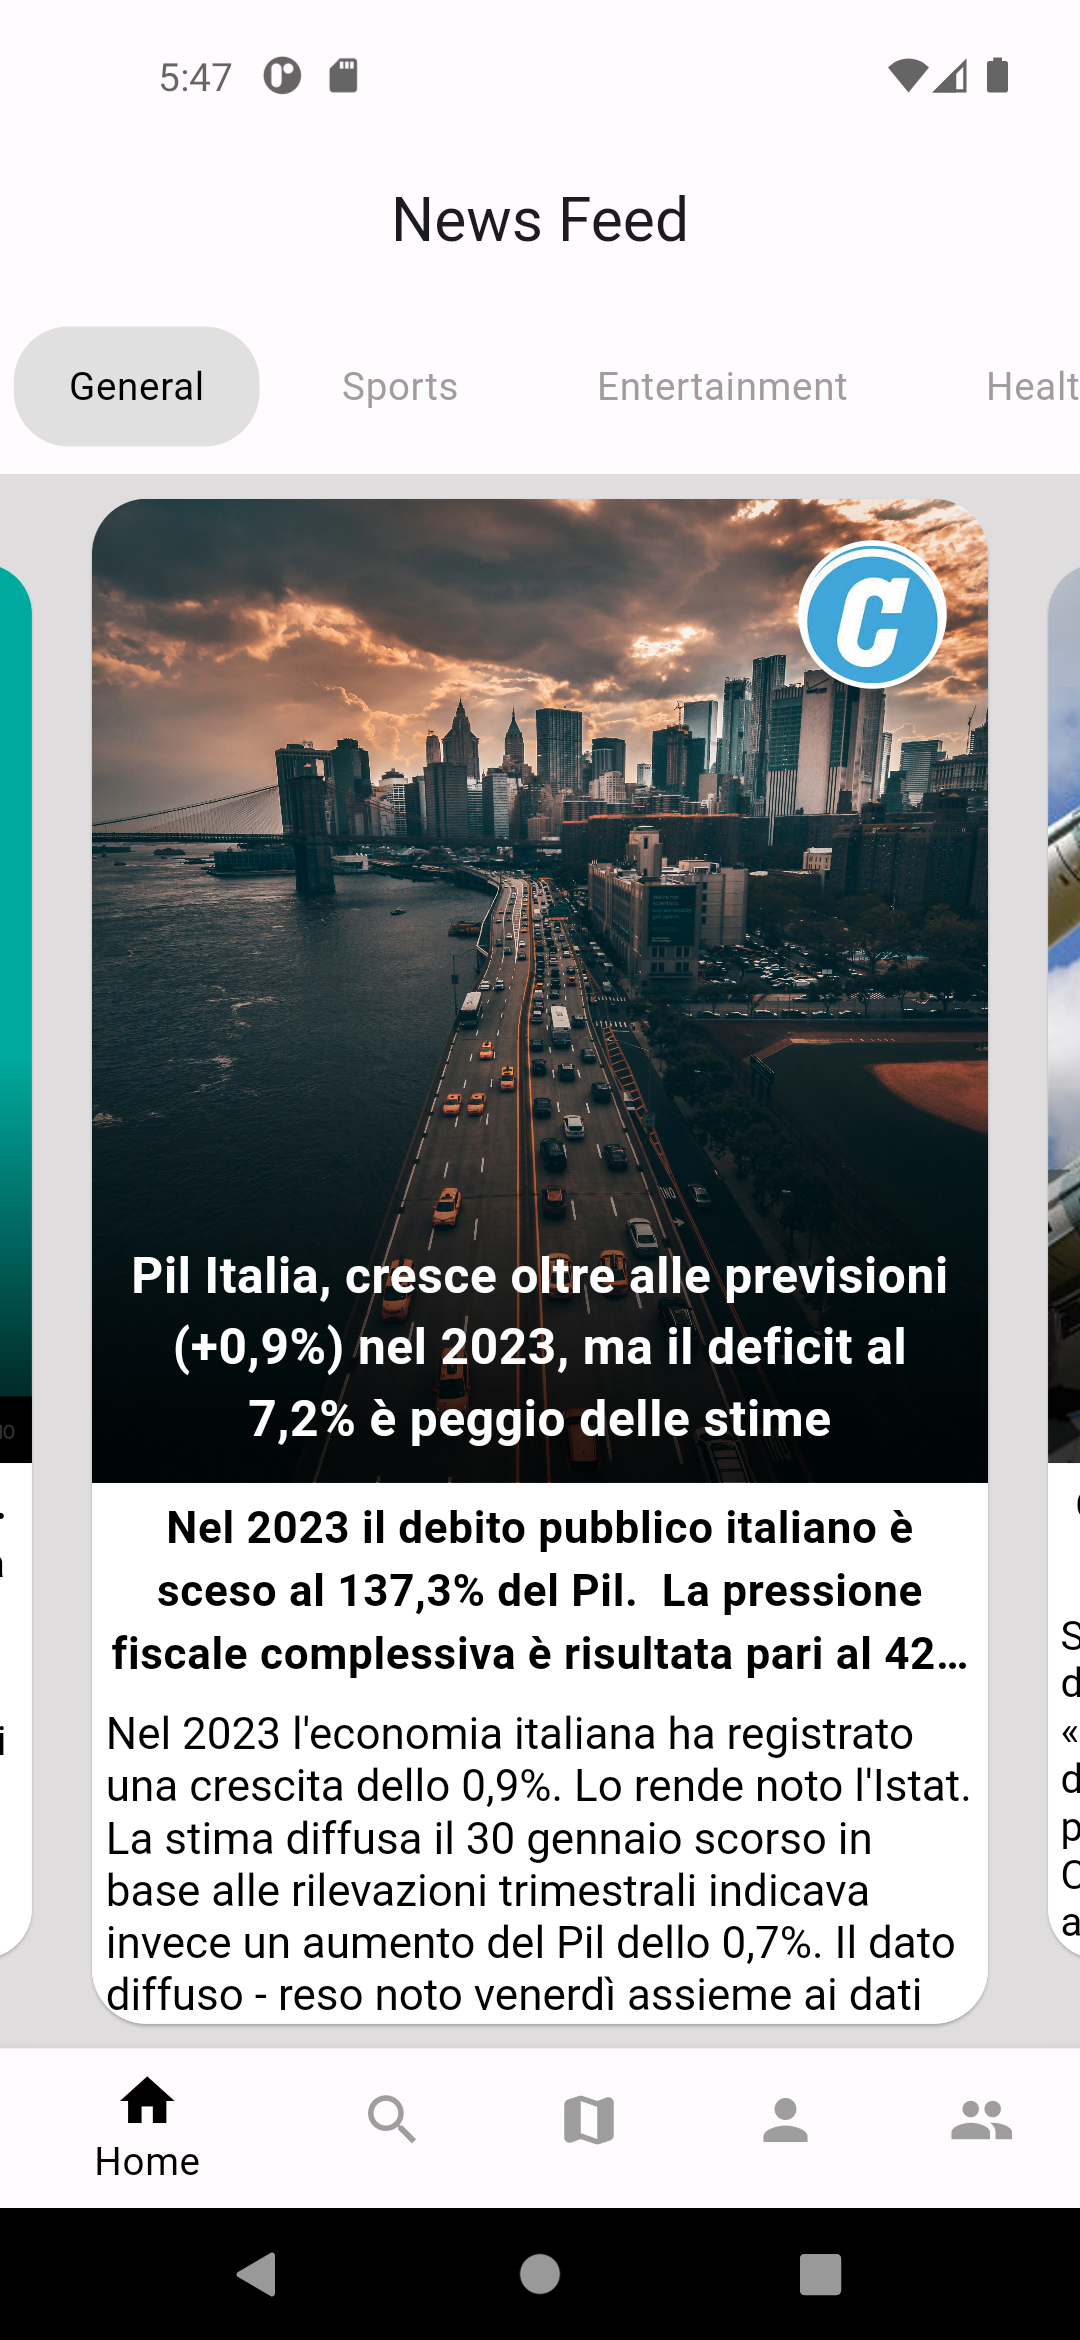 5:47
News Feed
General
Sports
Entertainment
Healt
C
Pil Italia, cresce oltre alle previsioni
(+0,9%) nel 2023, ma il deficit al
7,2% è peggio delle stime
Nel 2023 il debito pubblico italiano è
sceso al 137,3% del Pil.  La pressione
fiscale complessiva è risultata pari al 42…
Nel 2023 l'economia italiana ha registrato
una crescita dello 0,9%. Lo rende noto l'Istat.
La stima diffusa il 30 gennaio scorso in
base alle rilevazioni trimestrali indicava
invece un aumento del Pil dello 0,7%. Il dato
diffuso - reso noto venerdì assieme ai dati
Home